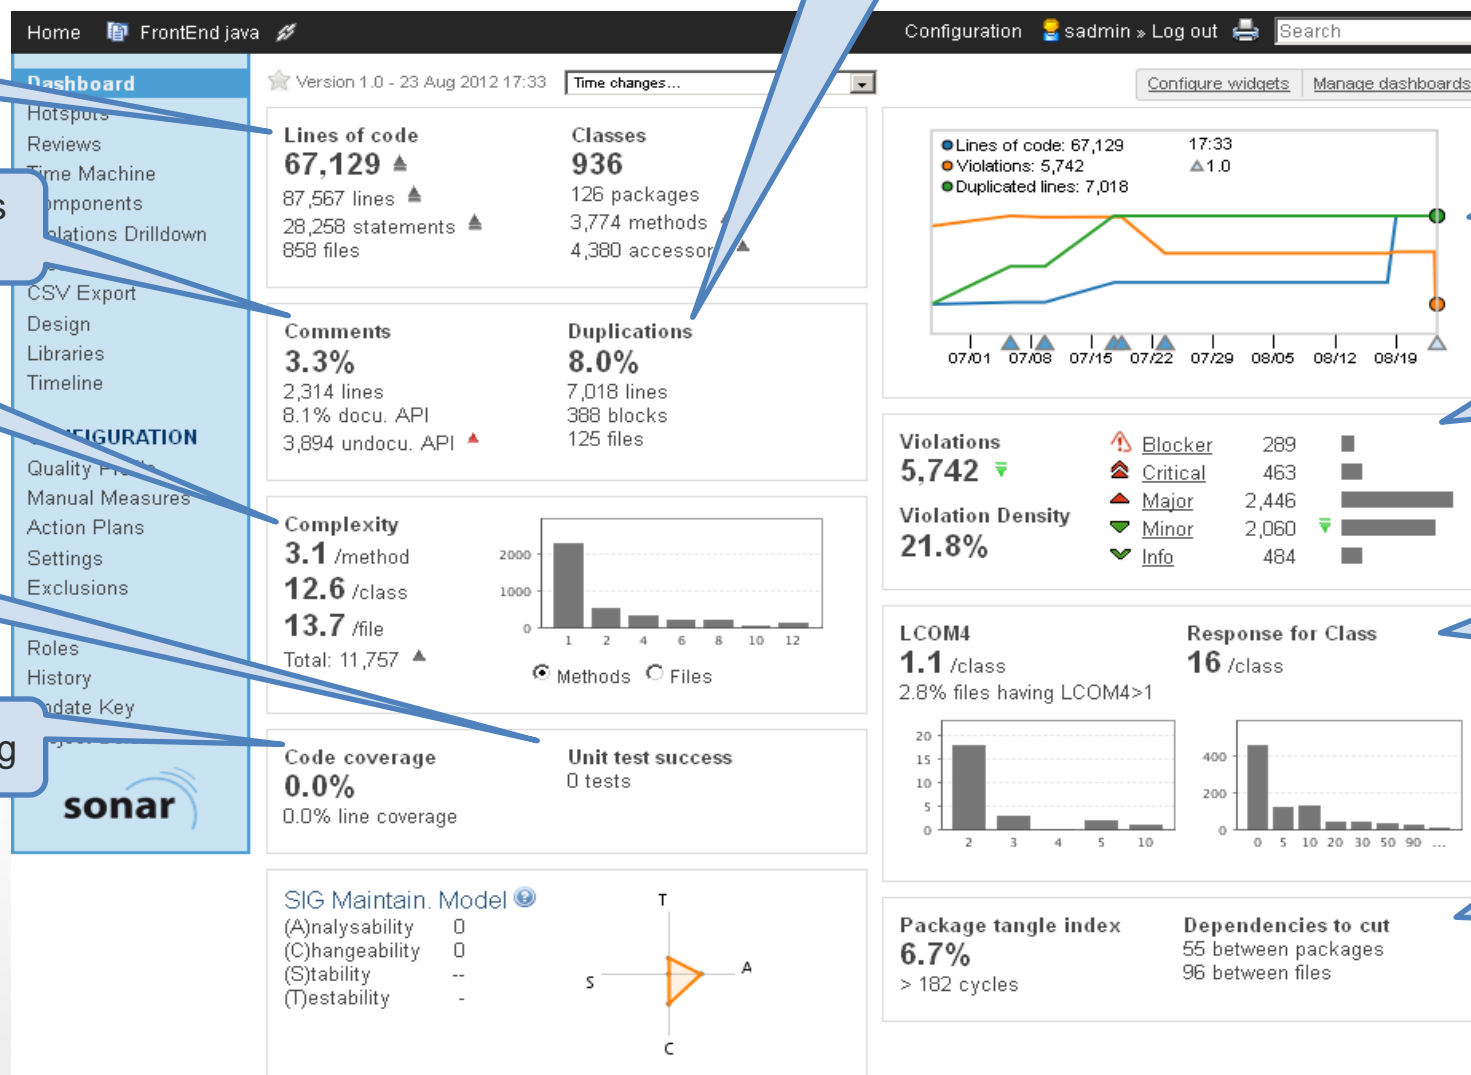 Home FrontEnd java
Configuration sadmin » Log out Search
Dashboard
Hotspots
Reviews
Time Machine
Components
Violations Drilldown
CSV Export
Design
Libraries
Timeline
CONFIGURATION
Quality Profile
Manual Measures
Action Plans
Settings
Exclusions
Roles
History
Update Key
sonar
s
g
Version 1.0 - 23 Aug 2012 17:33 Time changes...
Configure widgets Manage dashboards
Lines of code
67,129
87,567 lines
28,258 statements
858 files
Classes
936
126 packages
3,774 methods
4,380 accessor
Comments
3.3%
2,314 lines
8.1% docu. API
3,894 undocu. API
Duplications
8.0%
7,018 lines
388 blocks
125 files
Complexity
3.1 /method
12.6 /class
13.7 /file
Total: 11,757
2000
1000
0
1 2 4 6 8 10 12
Methods Files
Code coverage
0.0%
0.0% line coverage
Unit test success
0 tests
SIG Maintain. Model ?
(A)nalysability 0
(C)hangeability 0
(S)tability --
(T)estability -
T
A
S
C
Lines of code: 67,129 17:33
Violations: 5,742 1.0
Duplicated lines: 7,018
07/01 07/08 07/15 07/22 07/29 08/05 08/12 08/19
Violations
5,742
Violation Density
21.8%
Blocker 289
Critical 463
Major 2,446
Minor 2,060
Info 484
LCOM4
1.1 /class
2.8% files having LCOM4>1
20
15
10
5
0
2 3 4 5 10
Response for Class
16 /class
400
200
0
0 5 10 20 30 50 90 ...
Package tangle index
6.7%
> 182 cycles
Dependencies to cut
55 between packages
96 between files